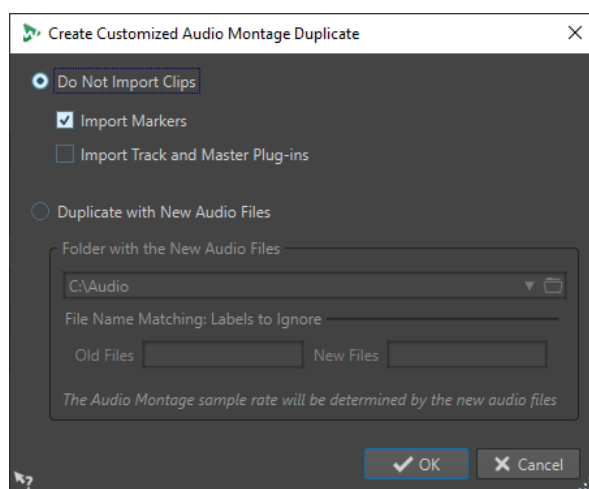 Create Customized Audio Montage Duplicate
Do Not Import Clips
Import Markers
Import Track and Master Plug-ins
Duplicate with New Audio Files
Folder with the New Audio Files
C:\Audio
File Name Matching: Labels to Ignore
Old Files New Files
The Audio Montage sample rate will be determined by the new audio files
OK Cancel
?